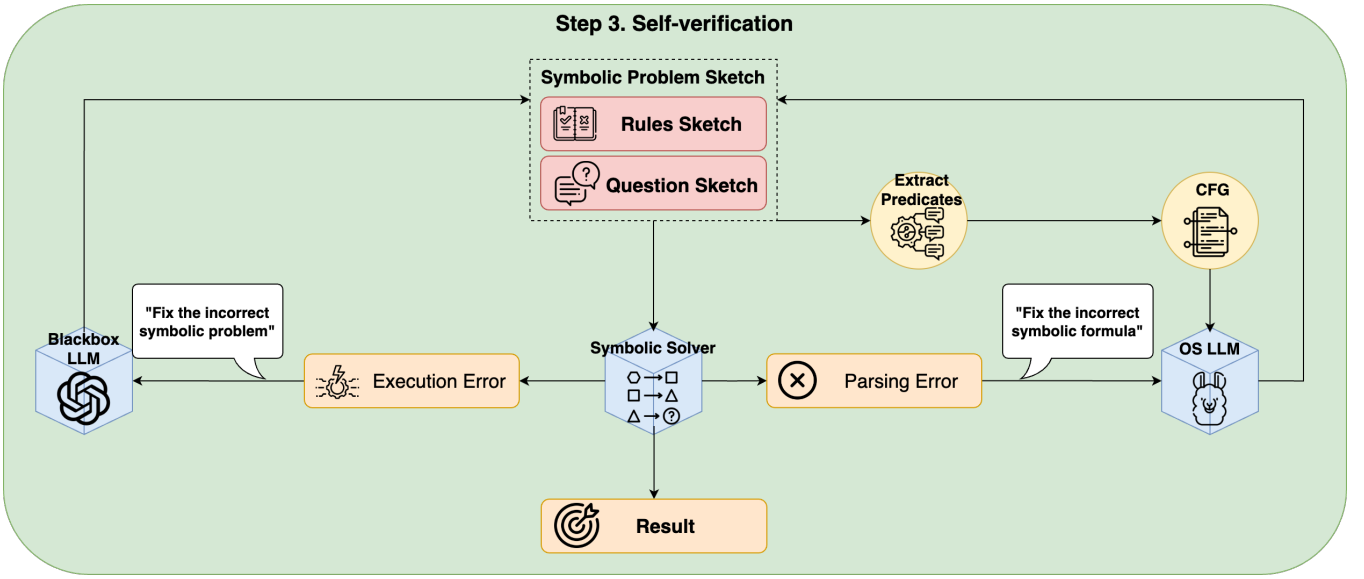 Step 3. Self-verification
Symbolic Problem Sketch
Rules Sketch
Question Sketch
Extract
Predicates
CFG
"Fix the incorrect
symbolic problem"
"Fix the incorrect
symbolic formula"
Blackbox
LLM
Execution Error
Symbolic Solver
Parsing Error
OS LLM
Result